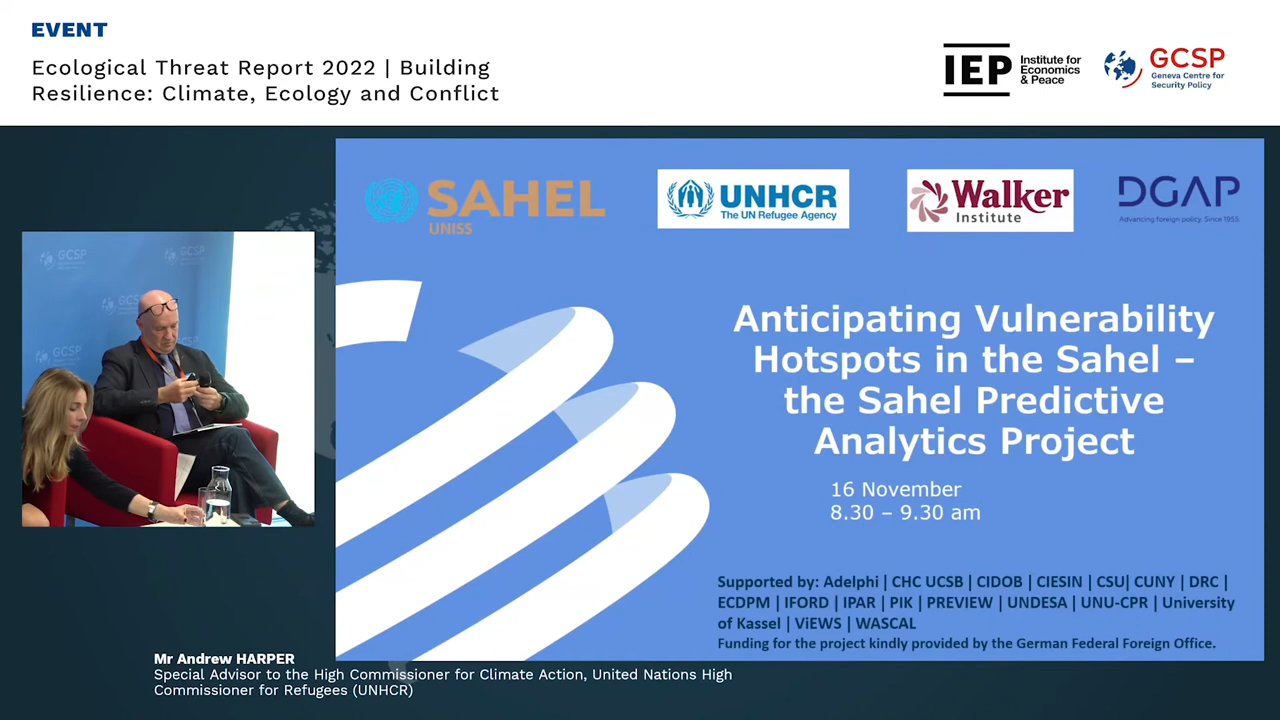 EVENT
Ecological Threat Report 2022 | Building
Resilience: Climate, Ecology and Conflict
IEP
Institute for
Economics
& Peace
GCSP
Geneva Centre for
Security Policy
SAHEL
UNISS
UNHCR
The UN Refugee Agency
Walker
Institute
DGAP
Advancing foreign policy. Since 1955.
GCSP
GCSP
GCSP
GCSP
Anticipating Vulnerability
Hotspots in the Sahel –
the Sahel Predictive
Analytics Project
16 November
8.30 – 9.30 am
Supported by: Adelphi | CHC UCSB | CIDOB | CIESIN | CSU| CUNY | DRC |
ECDPM | IFORD | IPAR | PIK | PREVIEW | UNDESA | UNU-CPR | University
of Kassel | ViEWS | WASCAL
Funding for the project kindly provided by the German Federal Foreign Office.
Mr Andrew HARPER
Special Advisor to the High Commissioner for Climate Action, United Nations High
Commissioner for Refugees (UNHCR)